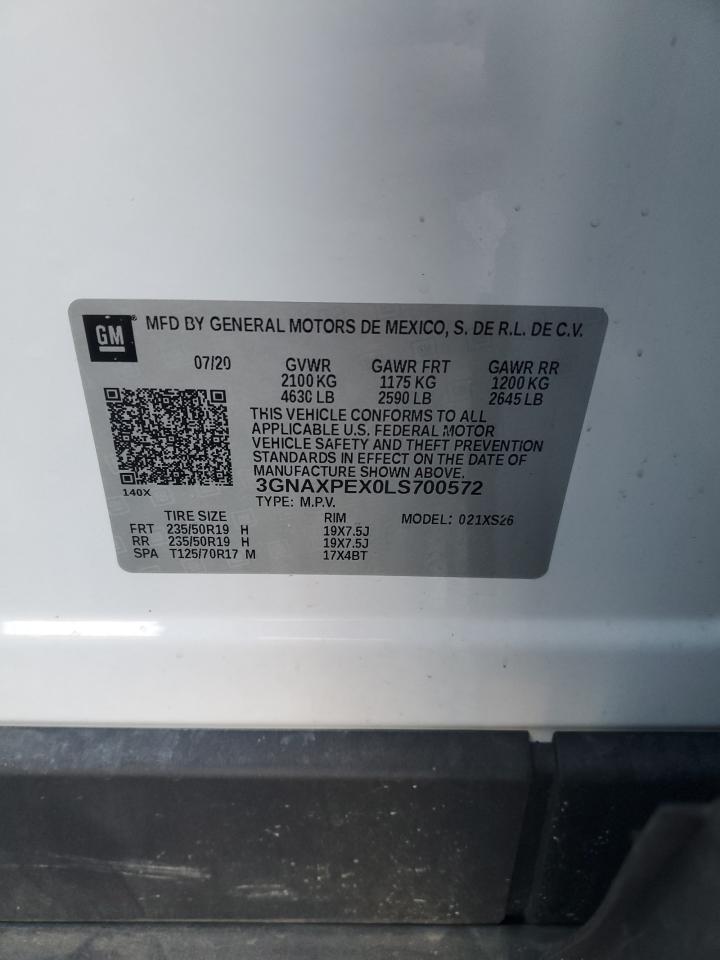 GM ® MFD BY GENERAL MOTORS DE MEXICO, S. DE R.L. DE C.V.
07/20 GVWR GAWR FRT GAWR RR
2100 KG 1175 KG 1200 KG
4630 LB 2590 LB 2645 LB
THIS VEHICLE CONFORMS TO ALL
APPLICABLE U.S. FEDERAL MOTOR
VEHICLE SAFETY AND THEFT PREVENTION
STANDARDS IN EFFECT ON THE DATE OF
MANUFACTURE SHOWN ABOVE.
140X 3GNAXPEX0LS700572
TYPE: M.P.V.
TIRE SIZE RIM MODEL: 021XS26
FRT 235/50R19 H 19X7.5J
RR 235/50R19 H 19X7.5J
SPA T125/70R17 M 17X4BT